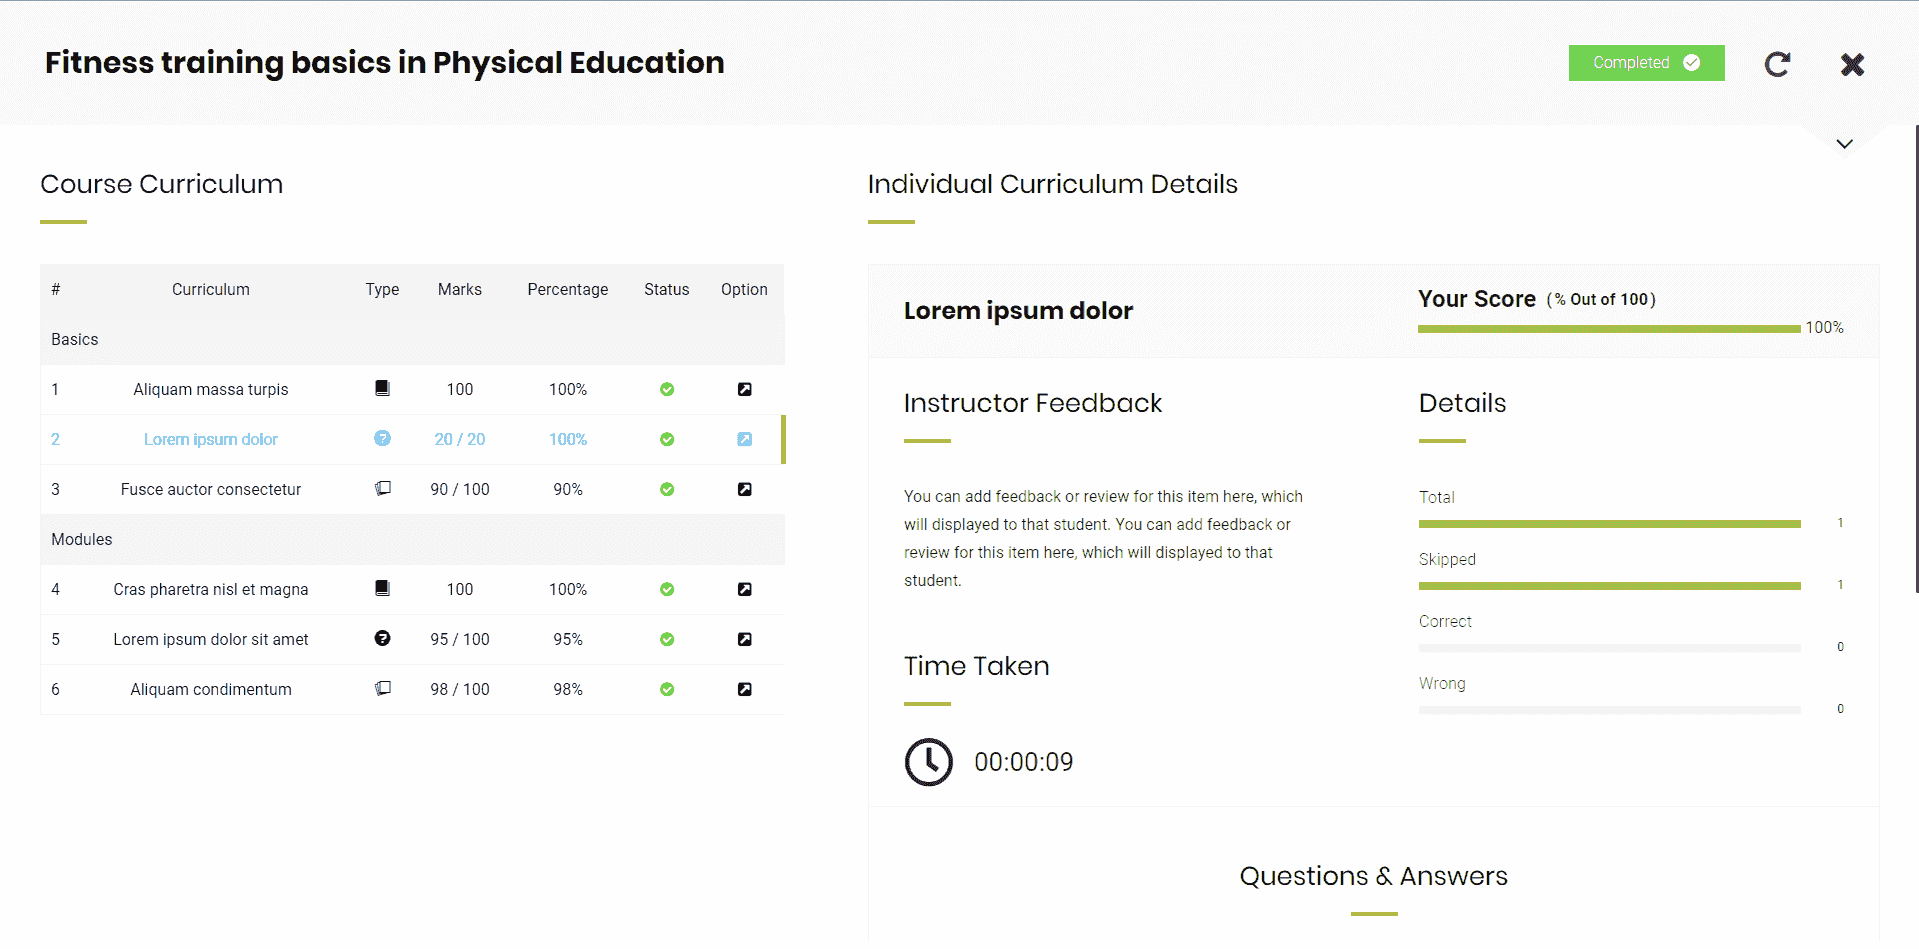 Fitness training basics in Physical Education
Completed
Course Curriculum
# Curriculum Type Marks Percentage Status Option
Basics
1 Aliquam massa turpis 100 100%
2 Lorem ipsum dolor 20 / 20 100%
3 Fusce auctor consectetur 90 / 100 90%
Modules
4 Cras pharetra nisl et magna 100 100%
5 Lorem ipsum dolor sit amet 95 / 100 95%
6 Aliquam condimentum 98 / 100 98%
Individual Curriculum Details
Lorem ipsum dolor
Your Score (% Out of 100)
100%
Instructor Feedback
You can add feedback or review for this item here, which
will displayed to that student. You can add feedback or
review for this item here, which will displayed to that
student.
Time Taken
00:00:09
Details
Total
1
Skipped
1
Correct
0
Wrong
0
Questions & Answers